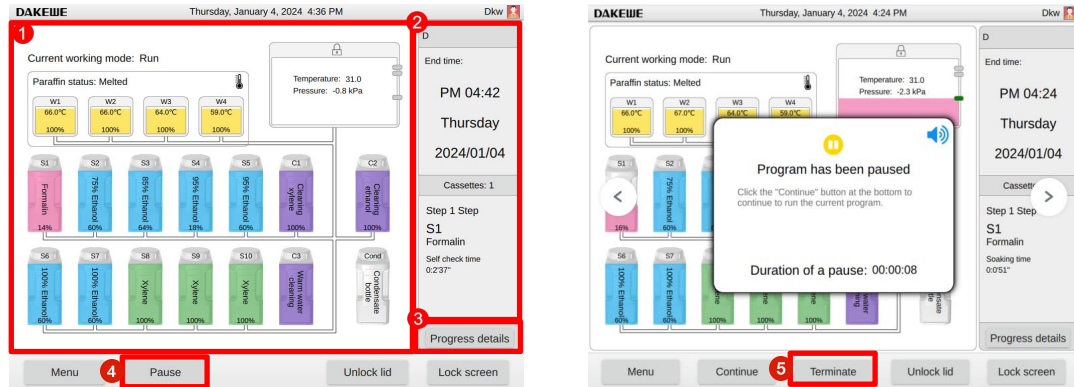 DAKEWE
Thursday, January 4, 2024 4:36 PM
Dkw
1
2
D
Current working mode: Run
End time:
Paraffin status: Melted
Temperature: 31.0
Pressure: -0.8 kPa
W1
W2
W3
W4
66.0℃
66.0℃
64.0℃
59.0℃
100%
100%
100%
100%
PM 04:42
Thursday
2024/01/04
S1
S2
S3
S4
S5
C1
C2
Formalin
75% Ethanol
85% Ethanol
95% Ethanol
95% Ethanol
Cleaning xylene
Cleaning ethanol
14%
60%
64%
18%
60%
100%
100%
Cassettes: 1
Step 1 Step
S1
Formalin
Self check time
0:2'37"
S6
S7
S8
S9
S10
C3
Cond
100% Ethanol
100% Ethanol
Xylene
Xylene
Xylene
Warm water cleaning
Condensate bottle
60%
60%
100%
100%
100%
3
Progress details
Menu
4
Pause
Unlock lid
Lock screen
DAKEWE
Thursday, January 4, 2024 4:24 PM
Dkw
D
Current working mode: Run
End time:
Paraffin status: Melted
Temperature: 31.0
Pressure: -2.3 kPa
W1
W2
W3
W4
66.0℃
67.0℃
64.0℃
59.0℃
100%
100%
PM 04:24
Thursday
2024/01/04
Program has been paused
Click the "Continue" button at the bottom to
continue to run the current program.
Duration of a pause: 00:00:08
S1
S2
75% Ethanol
16%
60%
Cassett
Step 1 Step
S1
Formalin
Soaking time
0:0'51"
S6
S7
100% Ethanol
100% Ethanol
60%
60%
100%
100%
100%
Progress details
Menu
Continue
5
Terminate
Unlock lid
Lock screen